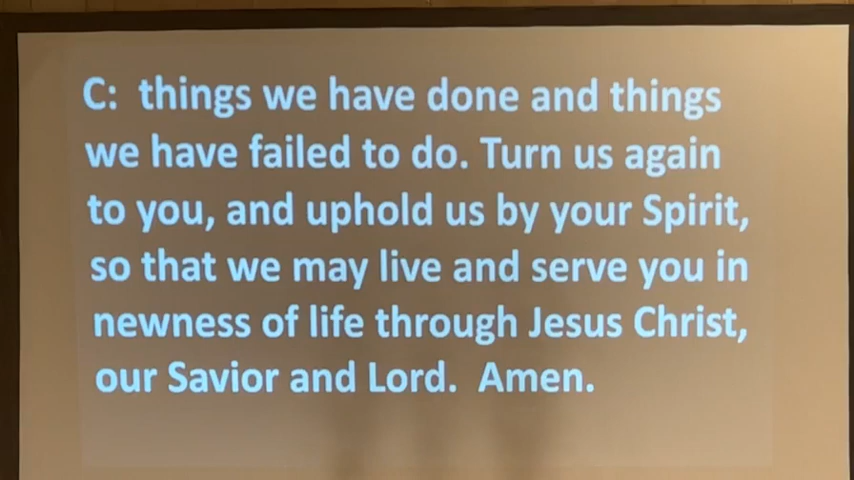 C: things we have done and things
we have failed to do. Turn us again
to you, and uphold us by your Spirit,
so that we may live and serve you in
newness of life through Jesus Christ,
our Savior and Lord. Amen.